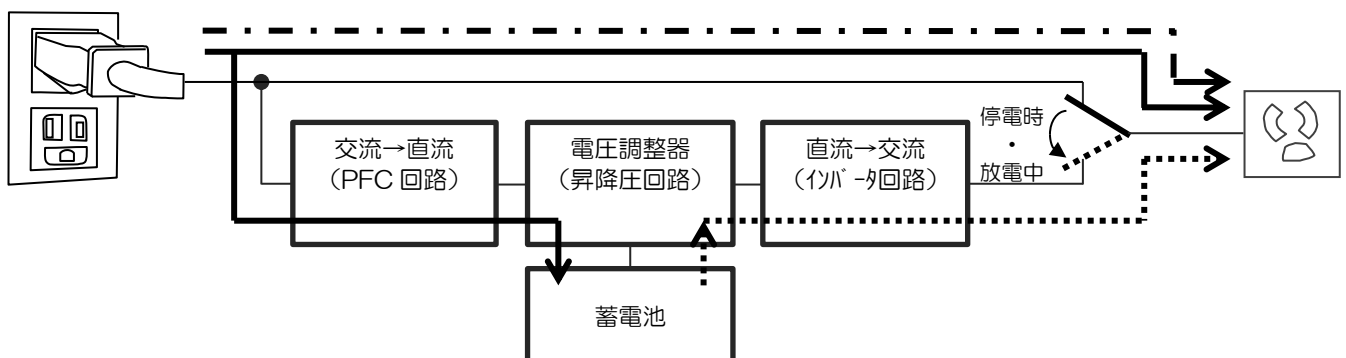 停電時
・
放電中
交流→直流
（PFC 回路）
電圧調整器
（昇降圧回路）
直流→交流
（ｲﾝﾊﾞｰﾀ回路）
蓄電池